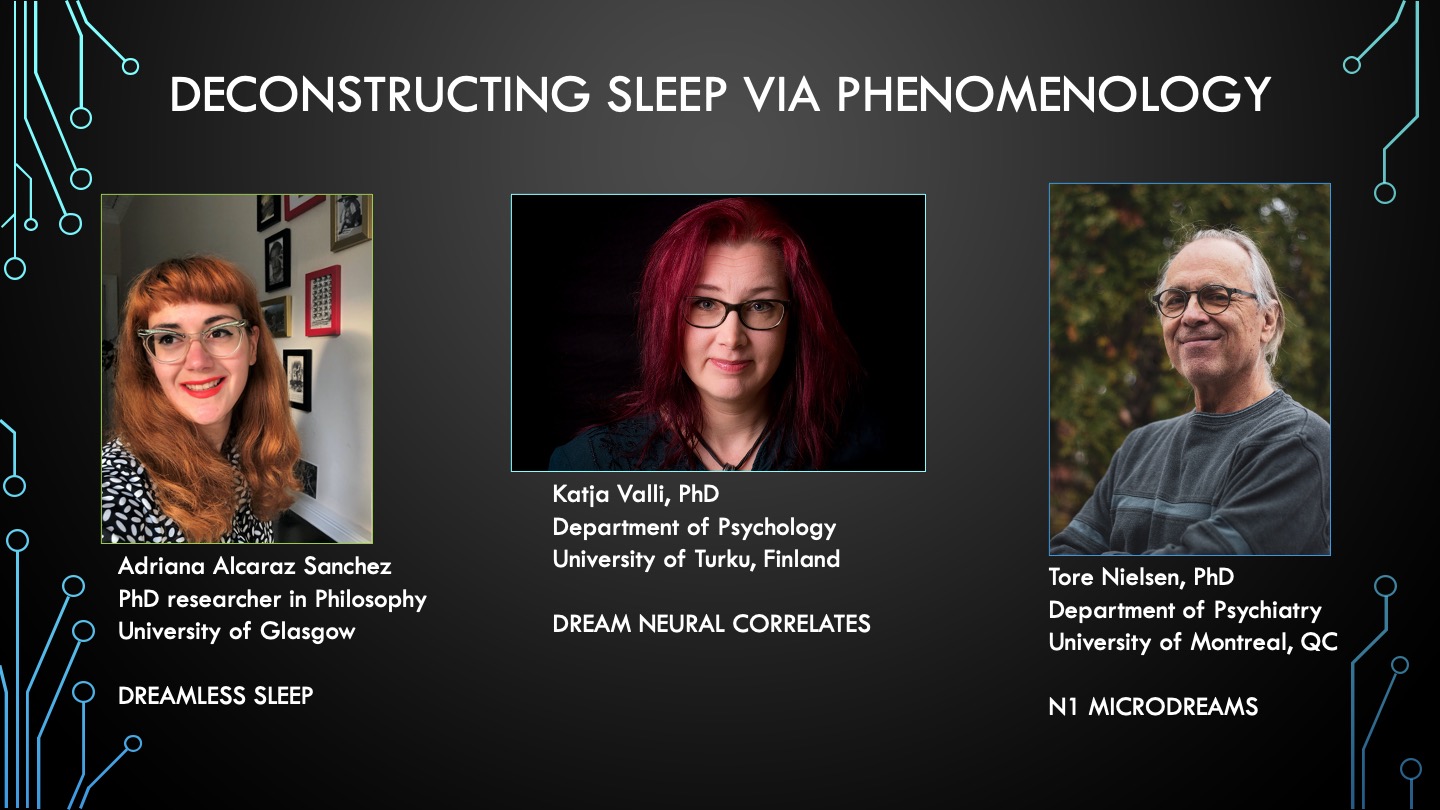 DECONSTRUCTING SLEEP VIA PHENOMENOLOGY
Adriana Alcaraz Sanchez
PhD researcher in Philosophy
University of Glasgow
DREAMLESS SLEEP
Katja Valli, PhD
Department of Psychology
University of Turku, Finland
DREAM NEURAL CORRELATES
Tore Nielsen, PhD
Department of Psychiatry
University of Montreal, QC
N1 MICRODREAMS